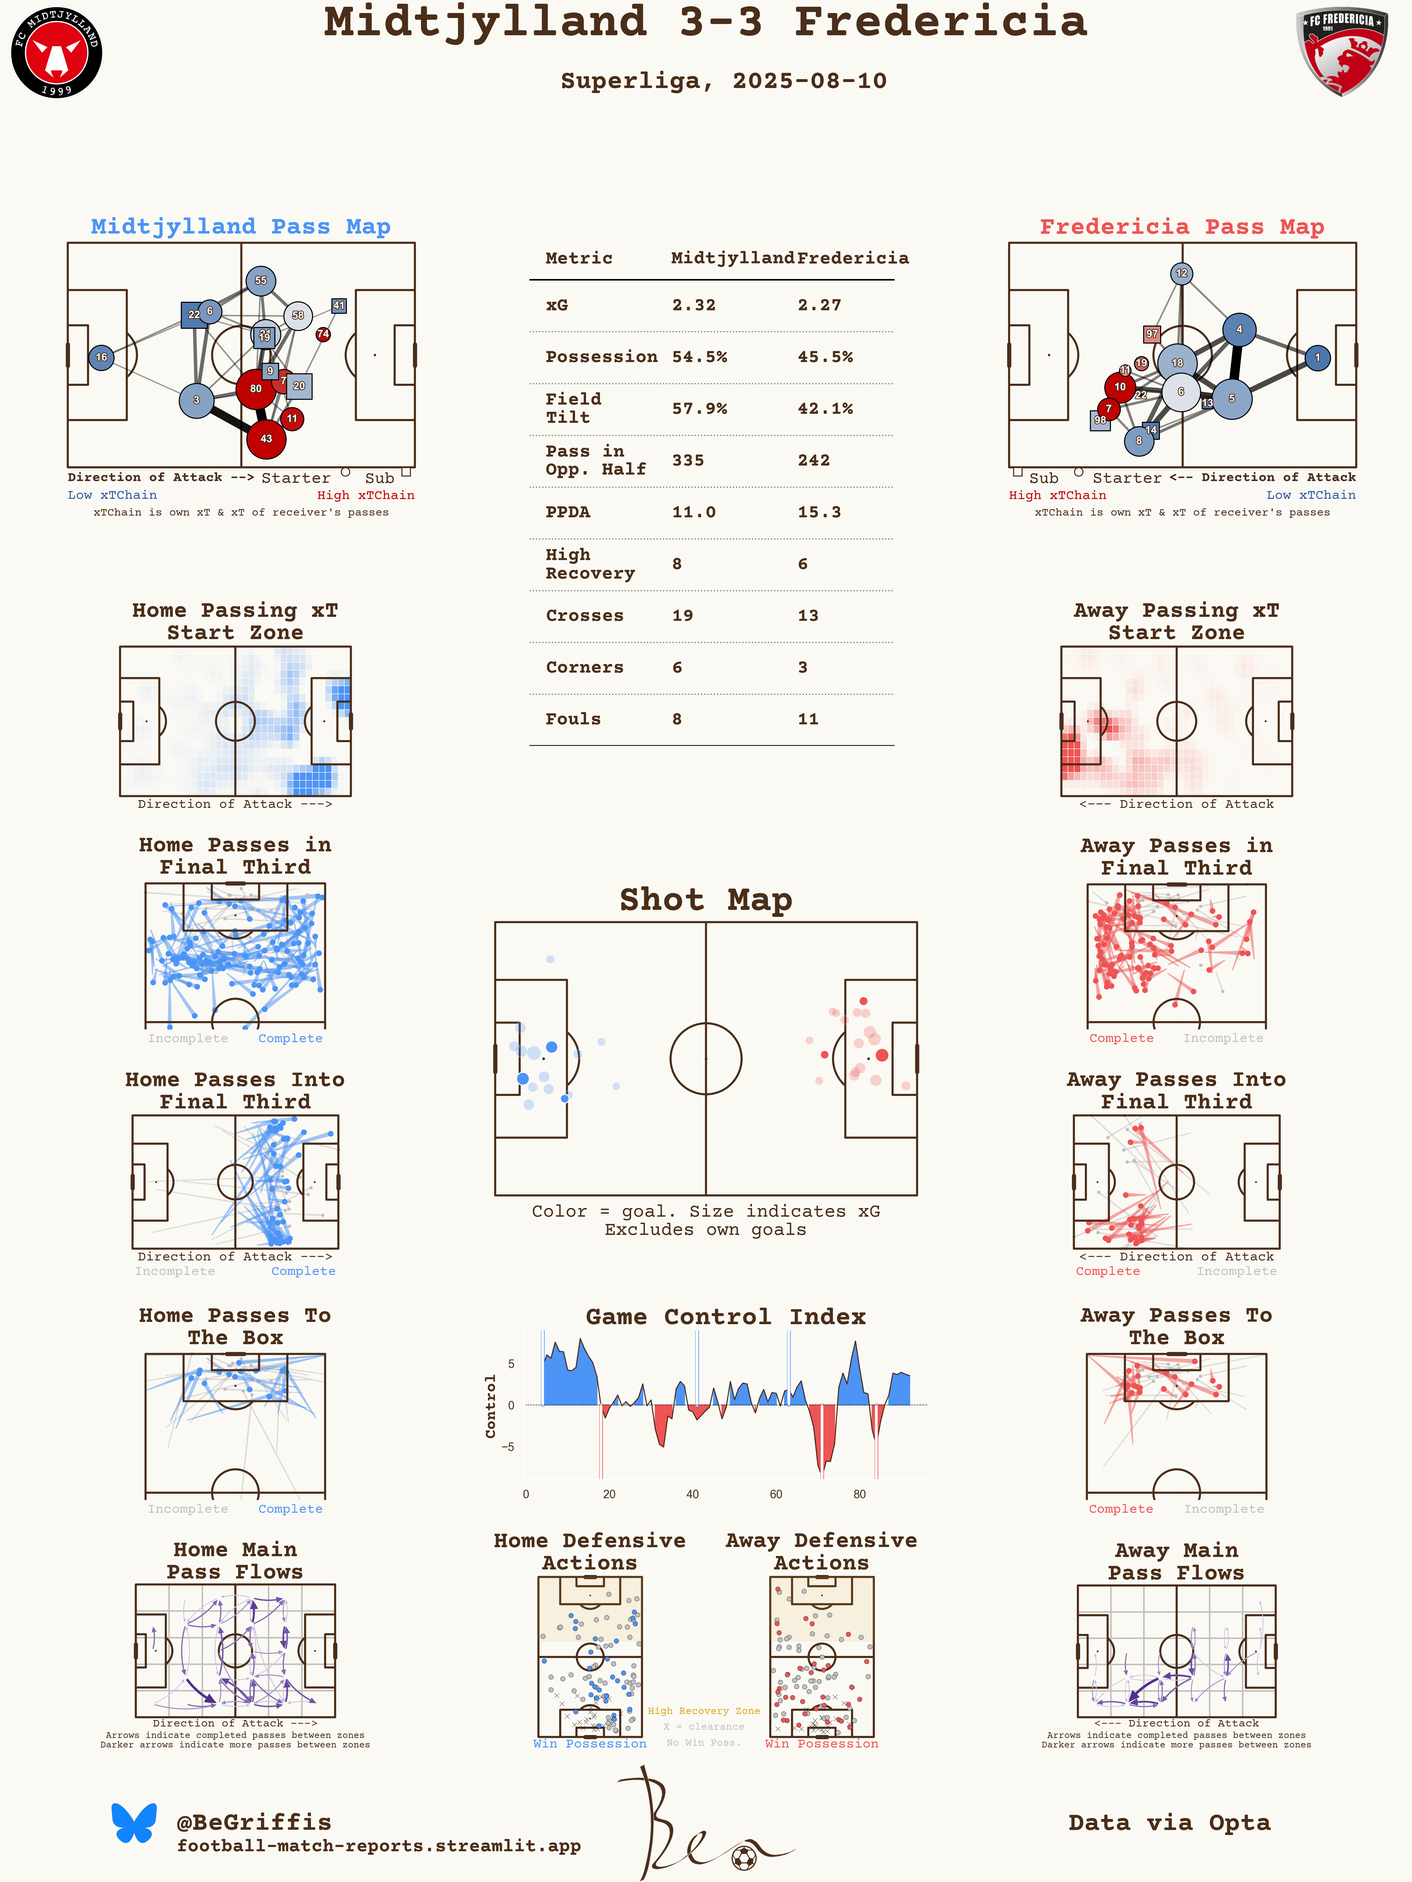 Midtjylland 3-3 Fredericia
Superliga, 2025-08-10
FC MIDTJYLLAND
1999
FC FREDERICIA
1991
Midtjylland Pass Map
55
22
6
58
41
19
74
16
9
80
7
20
3
11
43
Direction of Attack --> Starter Sub
Low xTChain High xTChain
xTChain is own xT & xT of receiver's passes
Metric Midtjylland Fredericia
xG 2.32 2.27
Possession 54.5% 45.5%
Field
Tilt 57.9% 42.1%
Pass in
Opp. Half 335 242
PPDA 11.0 15.3
High
Recovery 8 6
Crosses 19 13
Corners 6 3
Fouls 8 11
Fredericia Pass Map
12
97
4
18
19
11
1
10
22
6
13
5
7
98
14
8
Sub Starter <-- Direction of Attack
High xTChain Low xTChain
xTChain is own xT & xT of receiver's passes
Home Passing xT
Start Zone
Direction of Attack --->
Away Passing xT
Start Zone
<--- Direction of Attack
Home Passes in
Final Third
Incomplete Complete
Away Passes in
Final Third
Complete Incomplete
Shot Map
Color = goal. Size indicates xG
Excludes own goals
Home Passes Into
Final Third
Direction of Attack --->
Incomplete Complete
Away Passes Into
Final Third
<--- Direction of Attack
Complete Incomplete
Home Passes To
The Box
Incomplete Complete
Game Control Index
Control
5
0
−5
0 20 40 60 80
Away Passes To
The Box
Complete Incomplete
Home Main
Pass Flows
Direction of Attack --->
Arrows indicate completed passes between zones
Darker arrows indicate more passes between zones
Home Defensive
Actions
Win Possession
High Recovery Zone
X = clearance
No Win Poss.
Away Defensive
Actions
Win Possession
Away Main
Pass Flows
<--- Direction of Attack
Arrows indicate completed passes between zones
Darker arrows indicate more passes between zones
@BeGriffis
football-match-reports.streamlit.app
Ben
Data via Opta